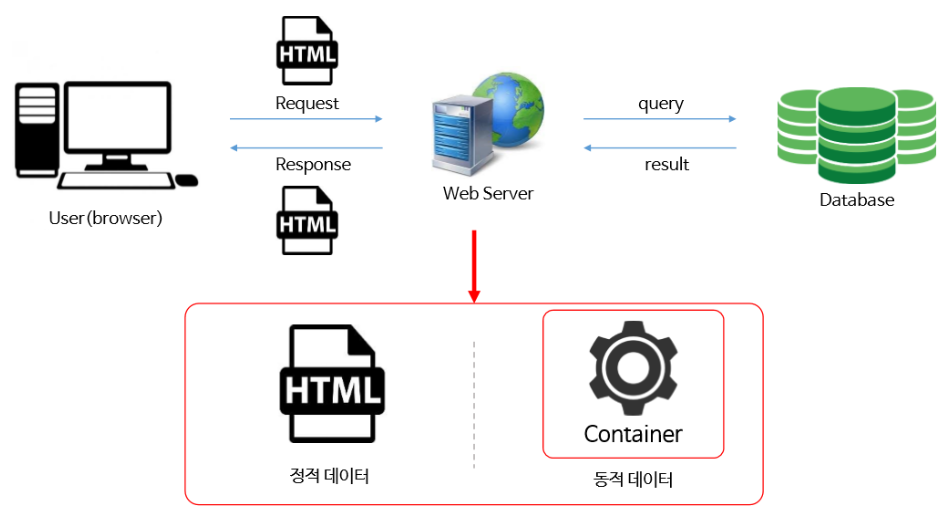 HTML
Request
query
Response
result
HTML
User(browser)
Web Server
Database
HTML
Container
정적 데이터
동적 데이터